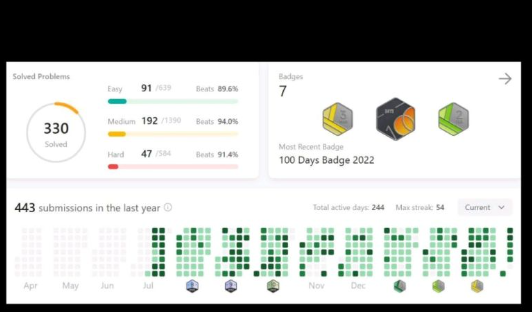 Solved Problems
330
Solved
Easy 91 /639 Beats 89.6%
Medium 192 /1390 Beats 94.0%
Hard 47 /584 Beats 91.4%
Badges
7
Most Recent Badge
100 Days Badge 2022
443 submissions in the last year
Total active days: 244 Max streak: 54 Current
Apr May Jun Jul Nov Dec